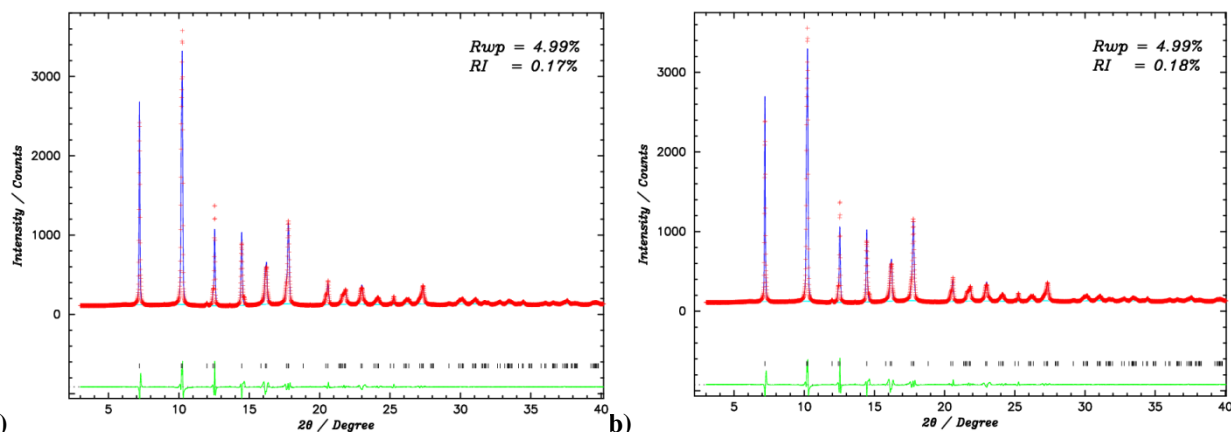 Rwp = 4.99%
RI = 0.17%
3000
2000
1000
0
Intensity / Counts
5 10 15 20 25 30 35 40
2θ / Degree
)
Rwp = 4.99%
RI = 0.18%
3000
2000
1000
0
Intensity / Counts
5 10 15 20 25 30 35 40
2θ / Degree
b)